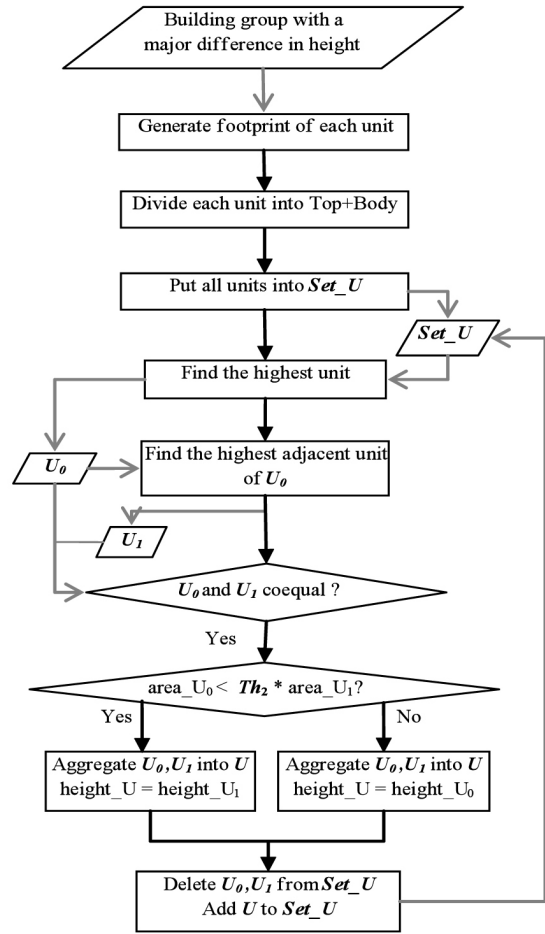 Building group with a
major difference in height
Generate footprint of each unit
Divide each unit into Top+Body
Put all units into Set_U
Set_U
Find the highest unit
Find the highest adjacent unit
of U₀
U₀
U₁
U₀ and U₁ coequal ?
Yes
area_U₀ < Th₂ * area_U₁?
Yes
No
Aggregate U₀,U₁ into U
height_U = height_U₁
Aggregate U₀,U₁ into U
height_U = height_U₀
Delete U₀,U₁ from Set_U
Add U to Set_U